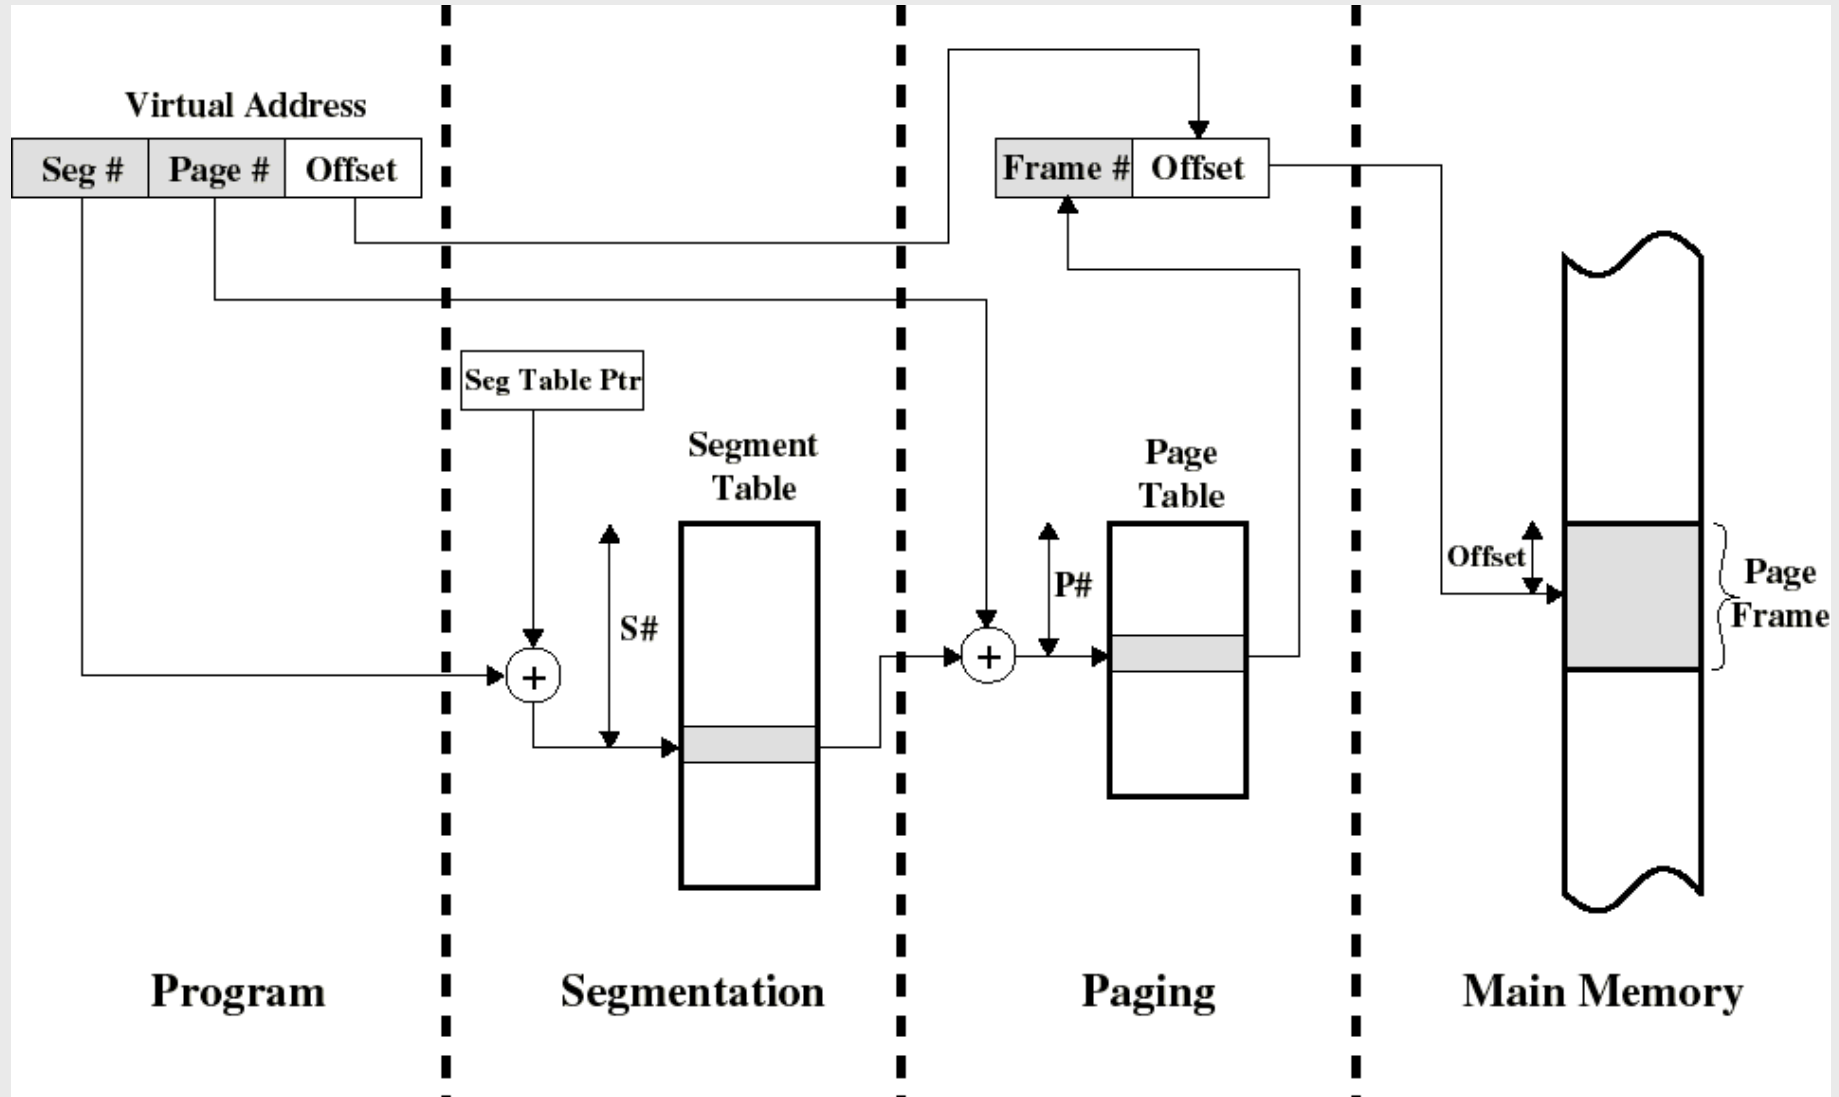 Virtual Address
Seg # Page # Offset
Frame # Offset
Seg Table Ptr
Segment
Table
Page
Table
S#
+
P#
+
Offset
Page
Frame
Program
Segmentation
Paging
Main Memory